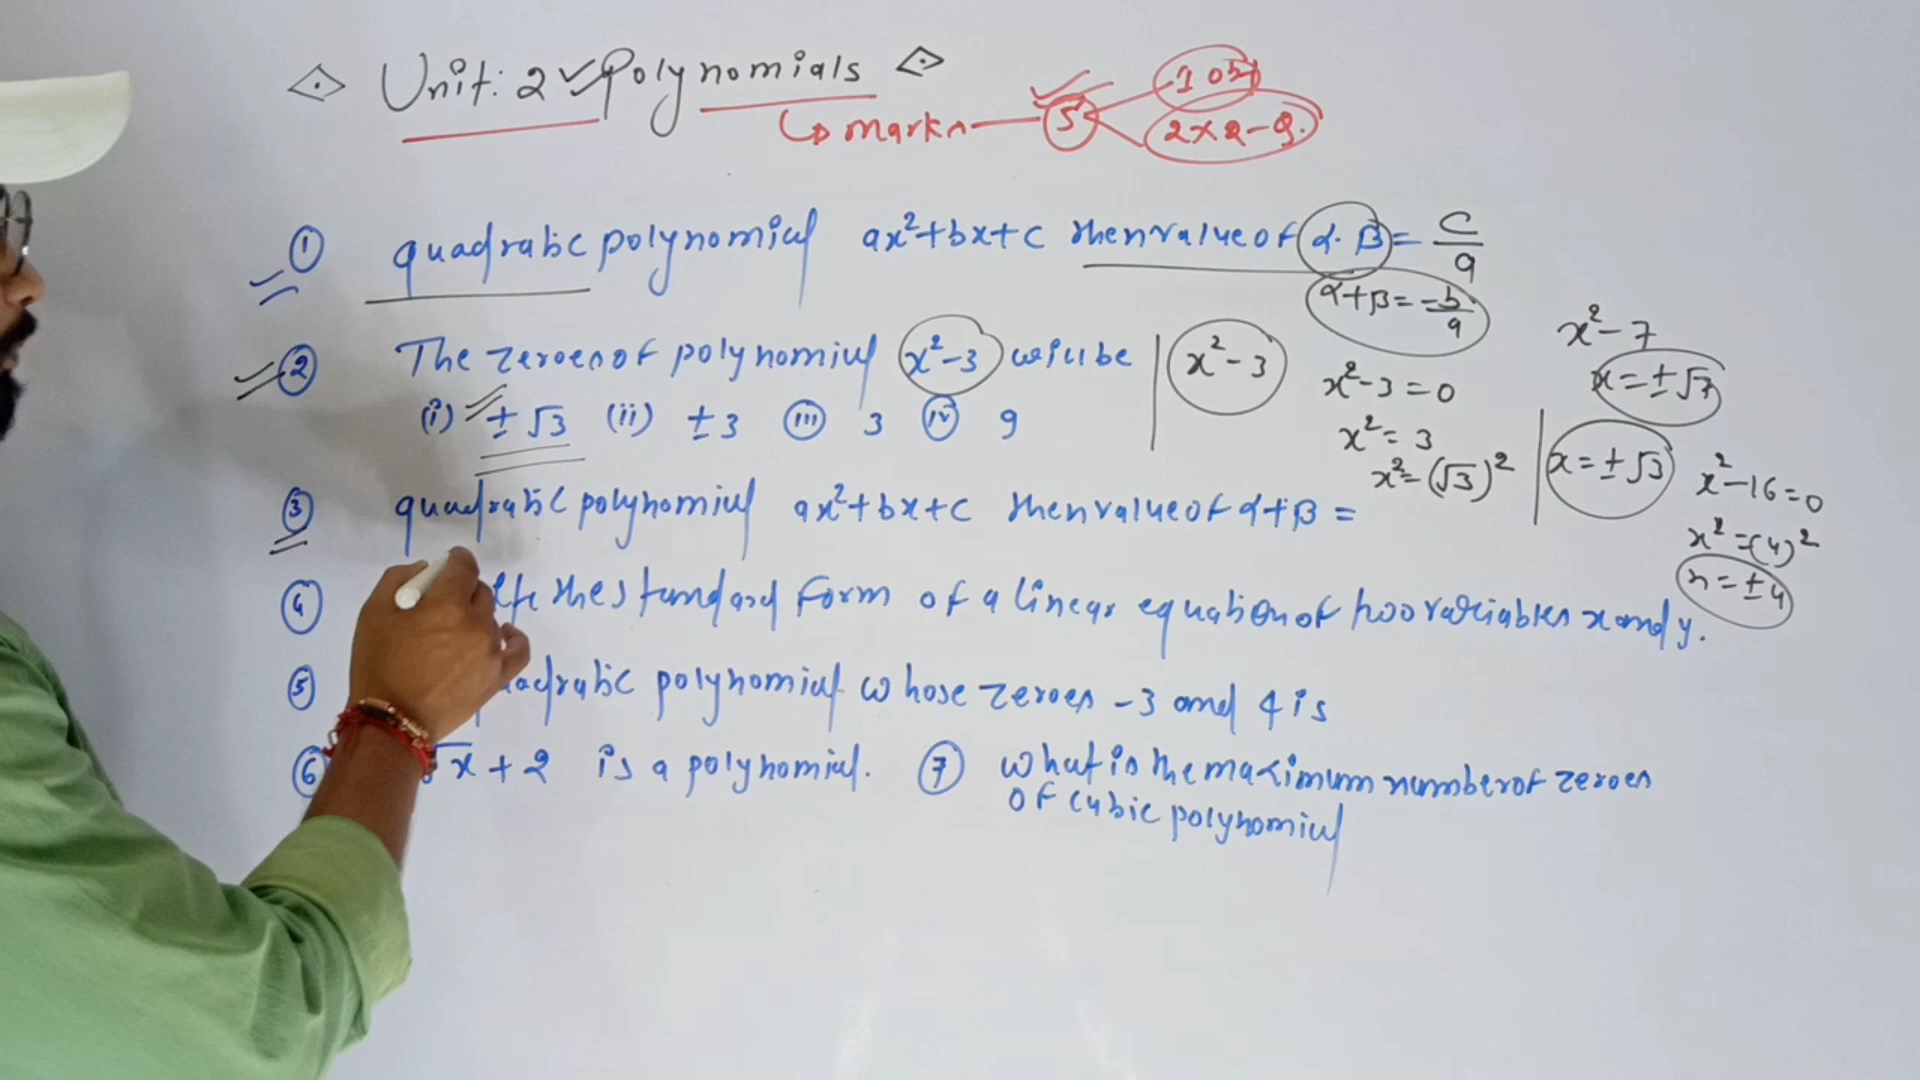 Unit: 2 Polynomials
↳ marks — 5
1 obj
2×2-Q.
① quadratic polynomial ax²+bx+c then value of α.β = c/a
α+β = -b/a
② The zeroes of polynomial x²-3 will be
(i) ±√3 (ii) ±3 (iii) 3 (iv) 9
x²-3
x²-3=0
x²=3
x²=(√3)²
x=±√3
x²-7
x=±√7
x²-16=0
x²=(4)²
x=±4
③ quadratic polynomial ax²+bx+c then value of α+β =
④ the standard form of a linear equation of two variables x and y.
⑤ polynomial whose zeroes -3 and 4 is
⑥ √x+2 is a polynomial. ⑦ what is the maximum number of zeroes
of cubic polynomial